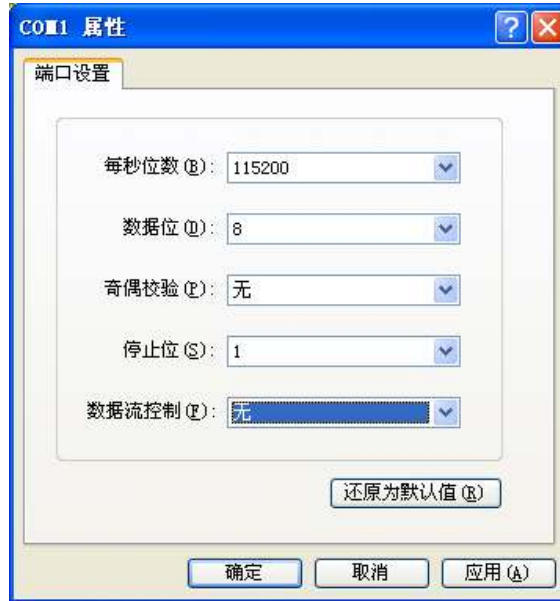 COM1 属性
端口设置
每秒位数(B): 115200
数据位(D): 8
奇偶校验(P): 无
停止位(S): 1
数据流控制(F): 无
还原为默认值(R)
确定 取消 应用(A)